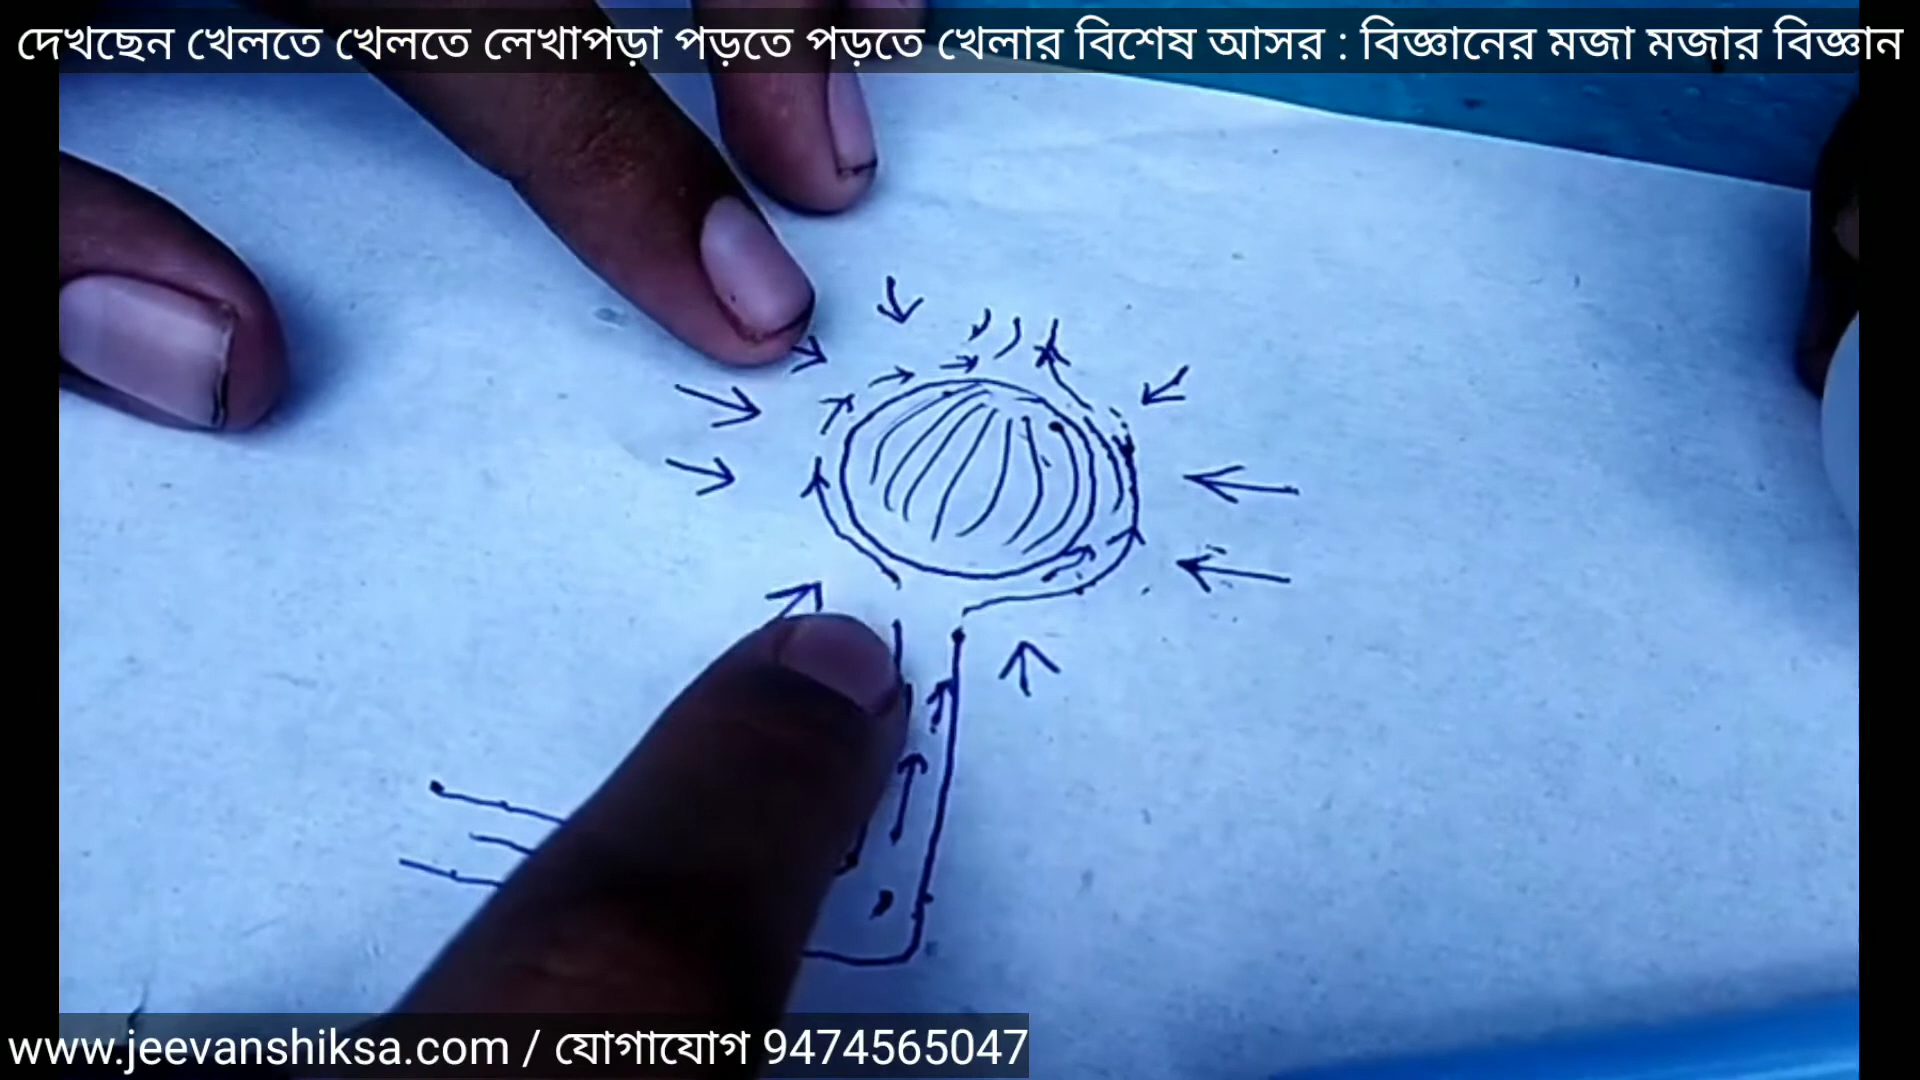 দেখছেন খেলতে খেলতে লেখাপড়া পড়তে পড়তে খেলার বিশেষ আসর : বিজ্ঞানের মজা মজার বিজ্ঞান
www.jeevanshiksa.com / যোগাযোগ 9474565047